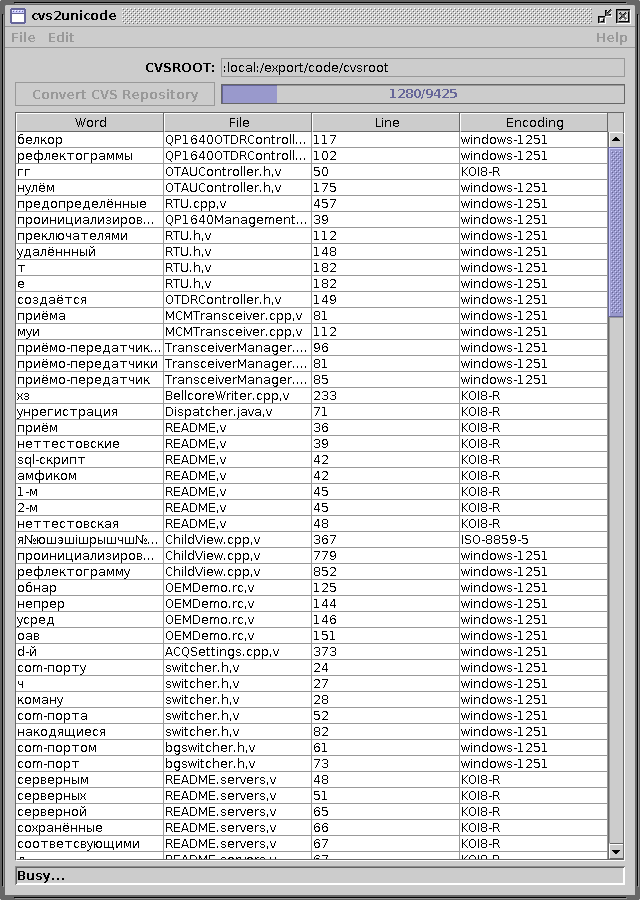 cvs2unicode
File Edit Help
CVSROOT: :local:/export/code/cvsroot
Convert CVS Repository 1280/9425
Word File Line Encoding
белкор QP1640OTDRControll... 117 windows-1251
рефлектограммы QP1640OTDRControll... 102 windows-1251
гг OTAUController.h,v 50 KOI8-R
нулём OTAUController.h,v 175 windows-1251
предопределённые RTU.cpp,v 457 windows-1251
проинициализиров... QP1640Management... 39 windows-1251
преключателями RTU.h,v 112 windows-1251
удалённный RTU.h,v 148 windows-1251
т RTU.h,v 182 windows-1251
е RTU.h,v 182 windows-1251
создаётся OTDRController.h,v 149 windows-1251
приёма MCMTransceiver.cpp,v 81 windows-1251
муи MCMTransceiver.cpp,v 112 windows-1251
приёмо-передатчик... TransceiverManager.... 96 windows-1251
приёмо-передатчики TransceiverManager.... 81 windows-1251
приёмо-передатчик TransceiverManager.... 85 windows-1251
хз BellcoreWriter.cpp,v 233 KOI8-R
унрегистрация Dispatcher.java,v 71 KOI8-R
приём README,v 36 KOI8-R
неттестовские README,v 39 KOI8-R
sql-скрипт README,v 42 KOI8-R
амфиком README,v 42 KOI8-R
1-м README,v 45 KOI8-R
2-м README,v 45 KOI8-R
неттестовская README,v 48 KOI8-R
я№юшзшішрышчш№... ChildView.cpp,v 367 ISO-8859-5
проинициализиров... ChildView.cpp,v 779 windows-1251
рефлектограмму ChildView.cpp,v 852 windows-1251
обнар OEMDemo.rc,v 125 windows-1251
непрер OEMDemo.rc,v 144 windows-1251
усред OEMDemo.rc,v 146 windows-1251
оав OEMDemo.rc,v 151 windows-1251
d-й ACQSettings.cpp,v 373 windows-1251
com-порту switcher.h,v 24 windows-1251
ч switcher.h,v 27 windows-1251
коману switcher.h,v 28 windows-1251
com-порта switcher.h,v 52 windows-1251
находящиеся switcher.h,v 82 windows-1251
com-портом bgswitcher.h,v 61 windows-1251
com-порт bgswitcher.h,v 73 windows-1251
серверным README.servers,v 48 KOI8-R
серверных README.servers,v 51 KOI8-R
серверной README.servers,v 65 KOI8-R
сохранённые README.servers,v 66 KOI8-R
соответсвующими README.servers,v 67 KOI8-R
README.servers,v 67 KOI8-R
Busy...